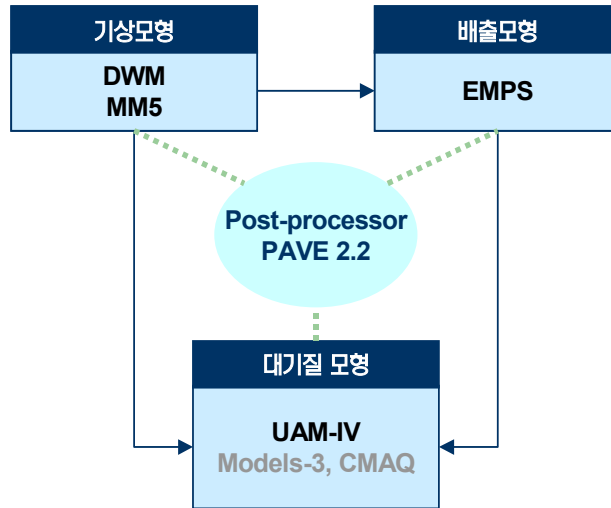 기상모형
DWM
MM5
배출모형
EMPS
Post-processor
PAVE 2.2
대기질 모형
UAM-IV
Models-3, CMAQ